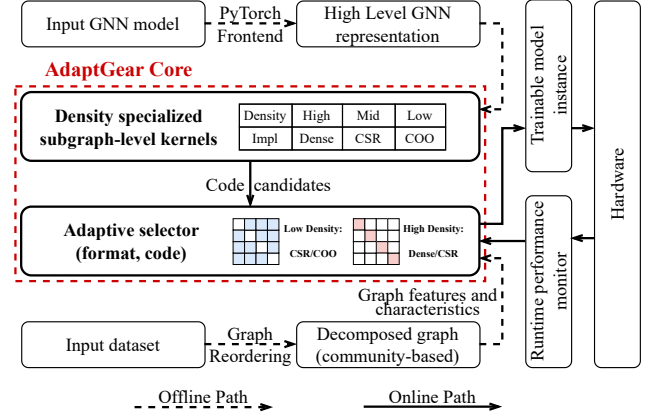 Input GNN model
PyTorch
Frontend
High Level GNN
representation
AdaptGear Core
Density specialized
subgraph-level kernels
Density High Mid Low
Impl Dense CSR COO
Code candidates
Adaptive selector
(format, code)
Low Density:
CSR/COO
High Density:
Dense/CSR
Graph features and
characteristics
Input dataset
Graph
Reordering
Decomposed graph
(community-based)
Trainable model
instance
Runtime performance
monitor
Hardware
Offline Path
Online Path